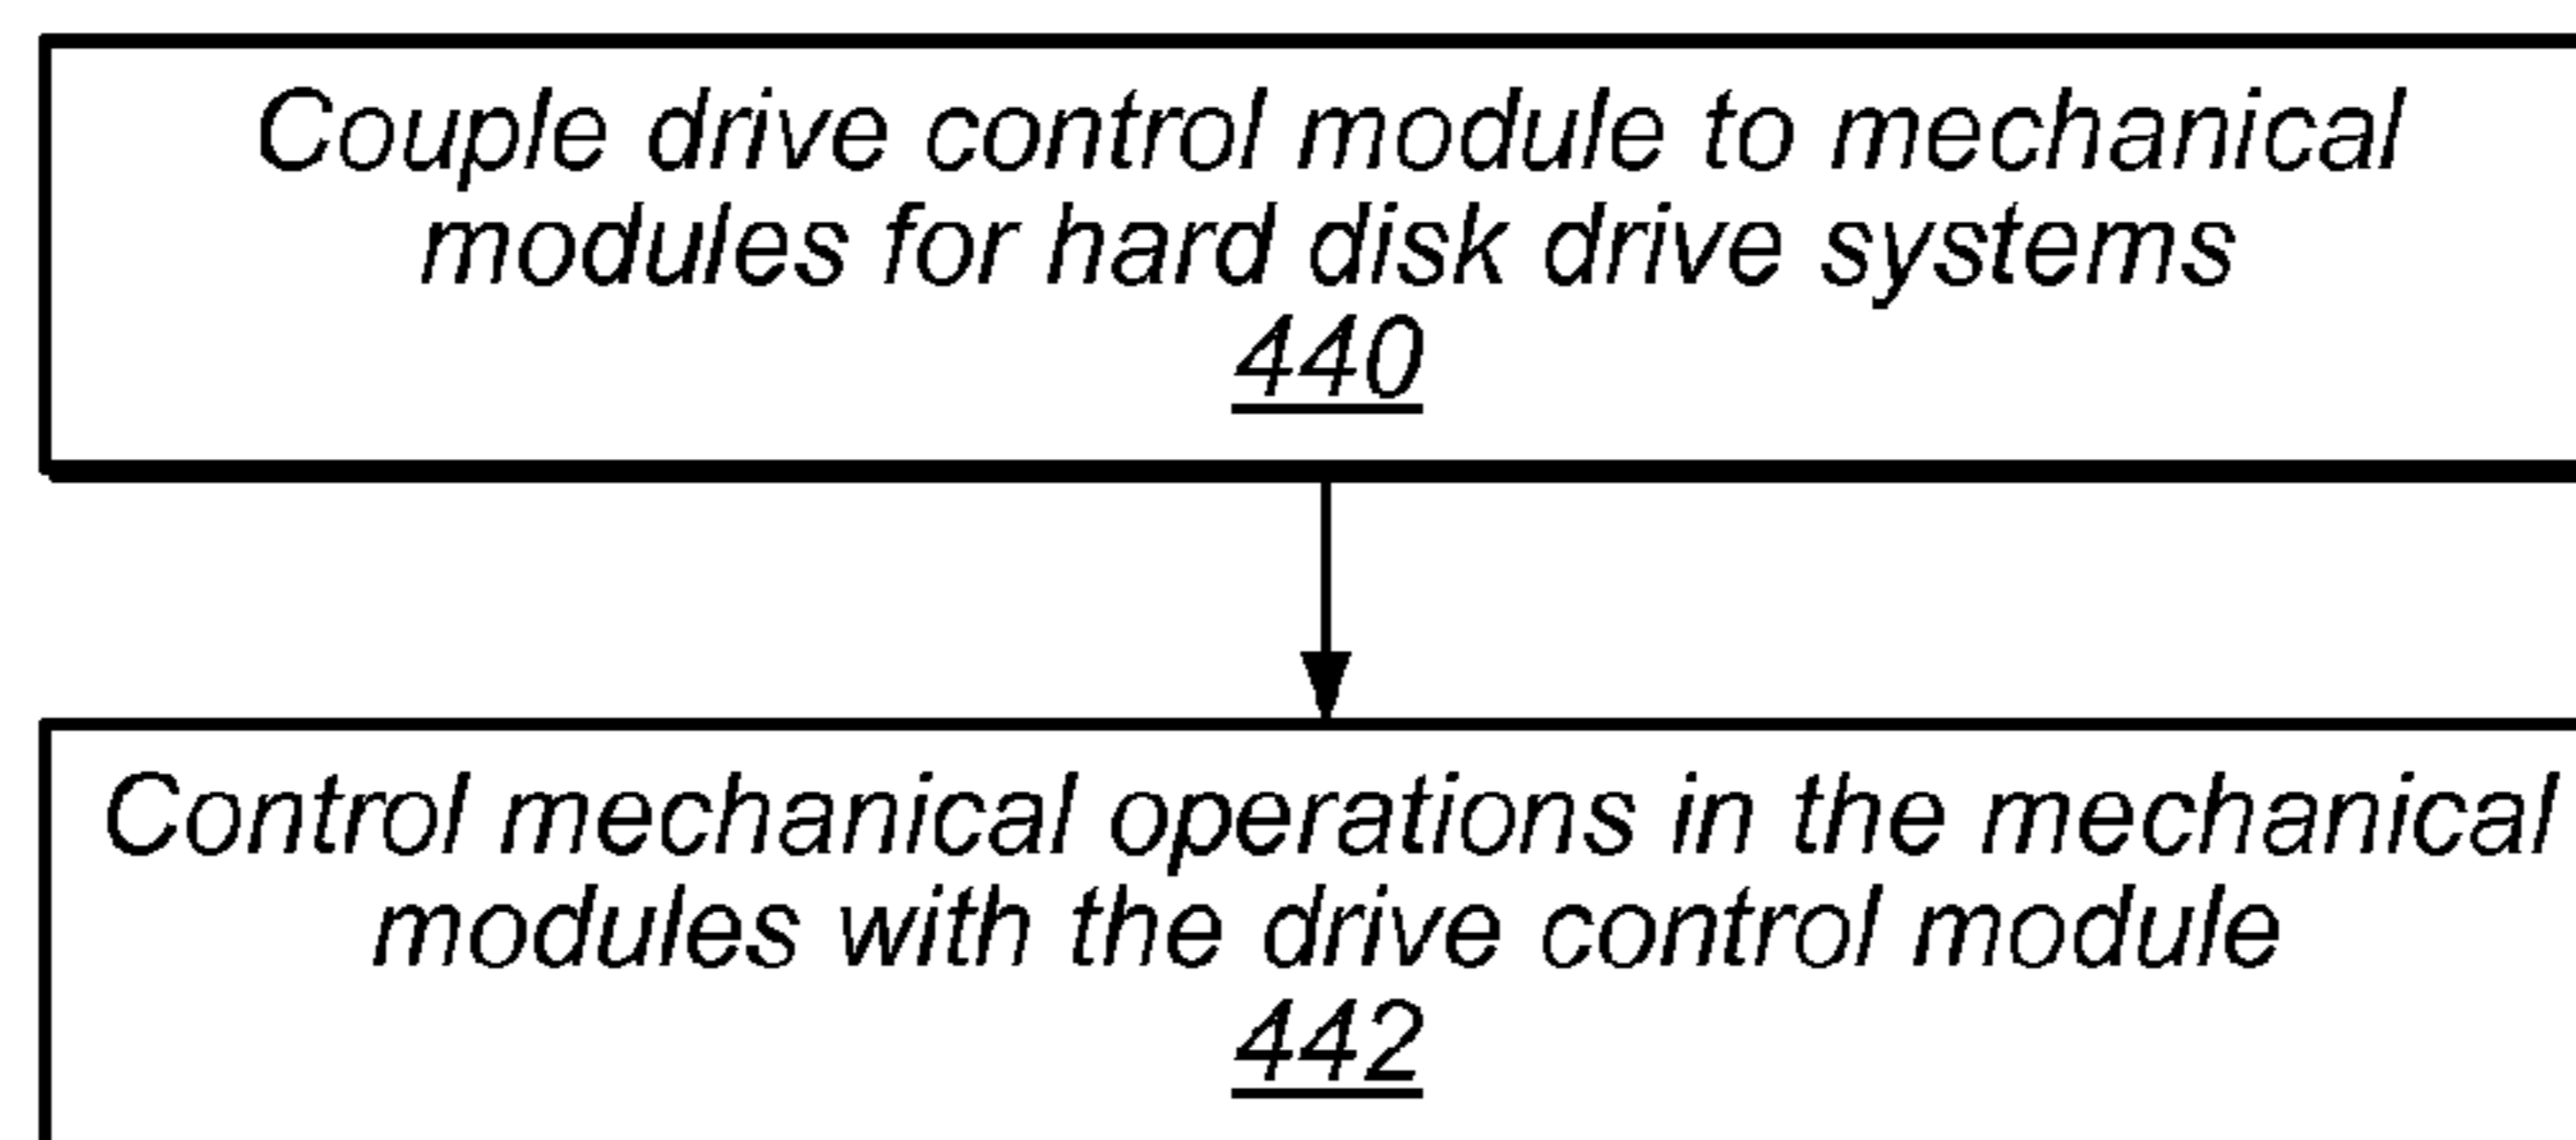 Couple drive control module to mechanical
modules for hard disk drive systems
440
Control mechanical operations in the mechanical
modules with the drive control module
442